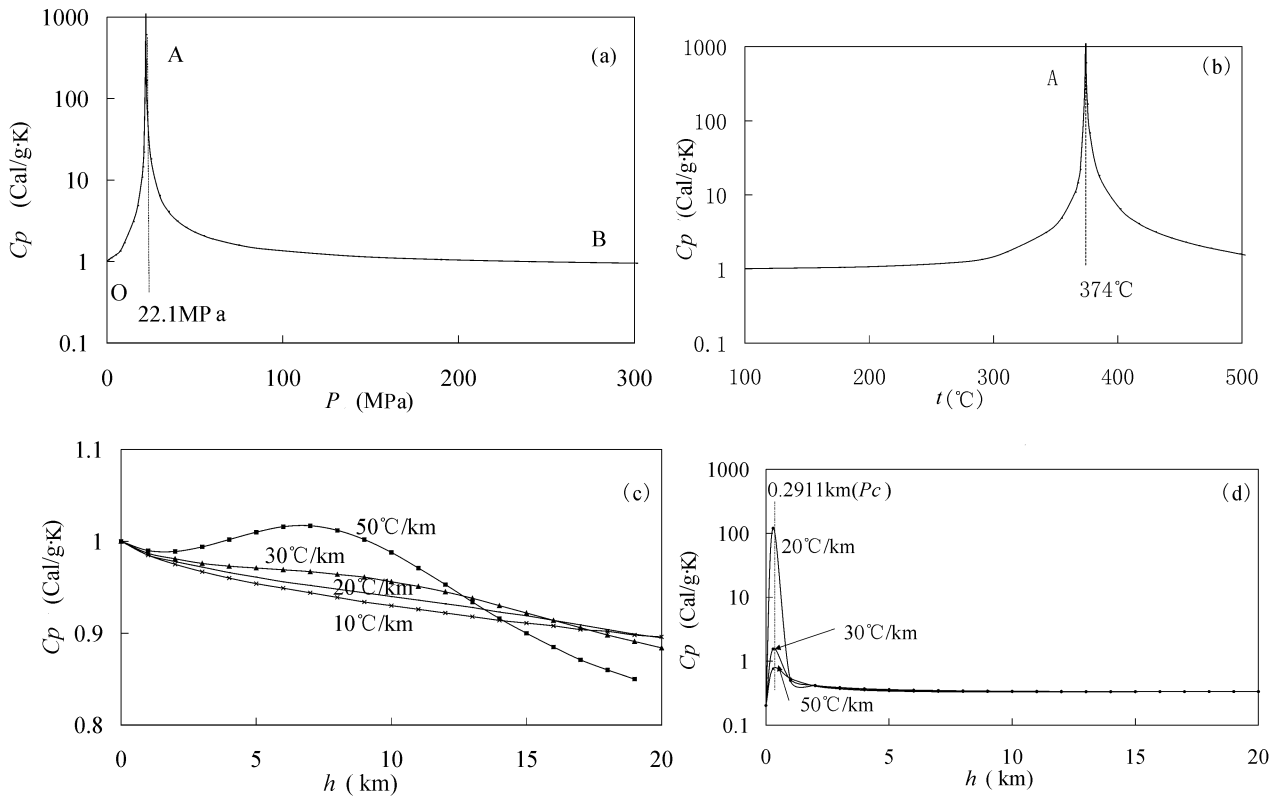 1000
100
10
1
0.1
Cp (Cal/g·K)
A
(a)
B
O
22.1MPa
0
100
200
300
P (MPa)
1000
100
10
1
0.1
Cp (Cal/g·K)
A
(b)
374℃
100
200
300
400
500
t(℃)
1.1
1
0.9
0.8
Cp (Cal/g·K)
(c)
50℃/km
30℃/km
20℃/km
10℃/km
0
5
10
15
20
h ( km)
1000
100
10
1
0.1
Cp (Cal/g·K)
0.2911km(Pc)
(d)
20℃/km
30℃/km
50℃/km
0
5
10
15
20
h ( km)